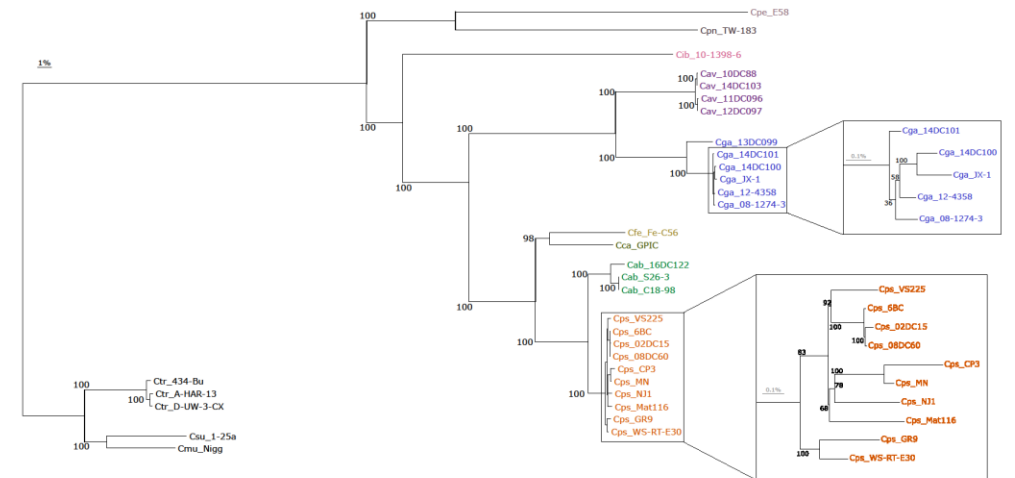 100
Cpe_E58
Cpn_TW-183
1%
Cib_10-1398-6
100
100
Cav_10DC88
Cav_14DC103
100
Cav_11DC096
100
Cav_12DC097
100
100
100
Cga_13DC099
Cga_14DC101
Cga_14DC100
Cga_JX-1
Cga_12-4358
Cga_08-1274-3
100
0.1%
Cga_14DC101
Cga_14DC100
100
Cga_JX-1
58
Cga_12-4358
36
Cga_08-1274-3
100
98
Cfe_Fe-C56
Cca_GPIC
100
100
Cab_16DC122
Cab_S26-3
100
Cab_C18-98
100
Cps_VS225
Cps_6BC
Cps_02DC15
Cps_08DC60
Cps_CP3
Cps_MN
Cps_NJ1
Cps_Mat116
Cps_GR9
Cps_WS-RT-E30
100
0.1%
Cps_VS225
92
Cps_6BC
100
Cps_02DC15
100
Cps_08DC60
83
Cps_CP3
100
Cps_MN
78
Cps_NJ1
68
Cps_Mat116
Cps_GR9
100
Cps_WS-RT-E30
100
Ctr_434-Bu
Ctr_A-HAR-13
100
Ctr_D-UW-3-CX
Csu_1-25a
100
Cmu_Nigg